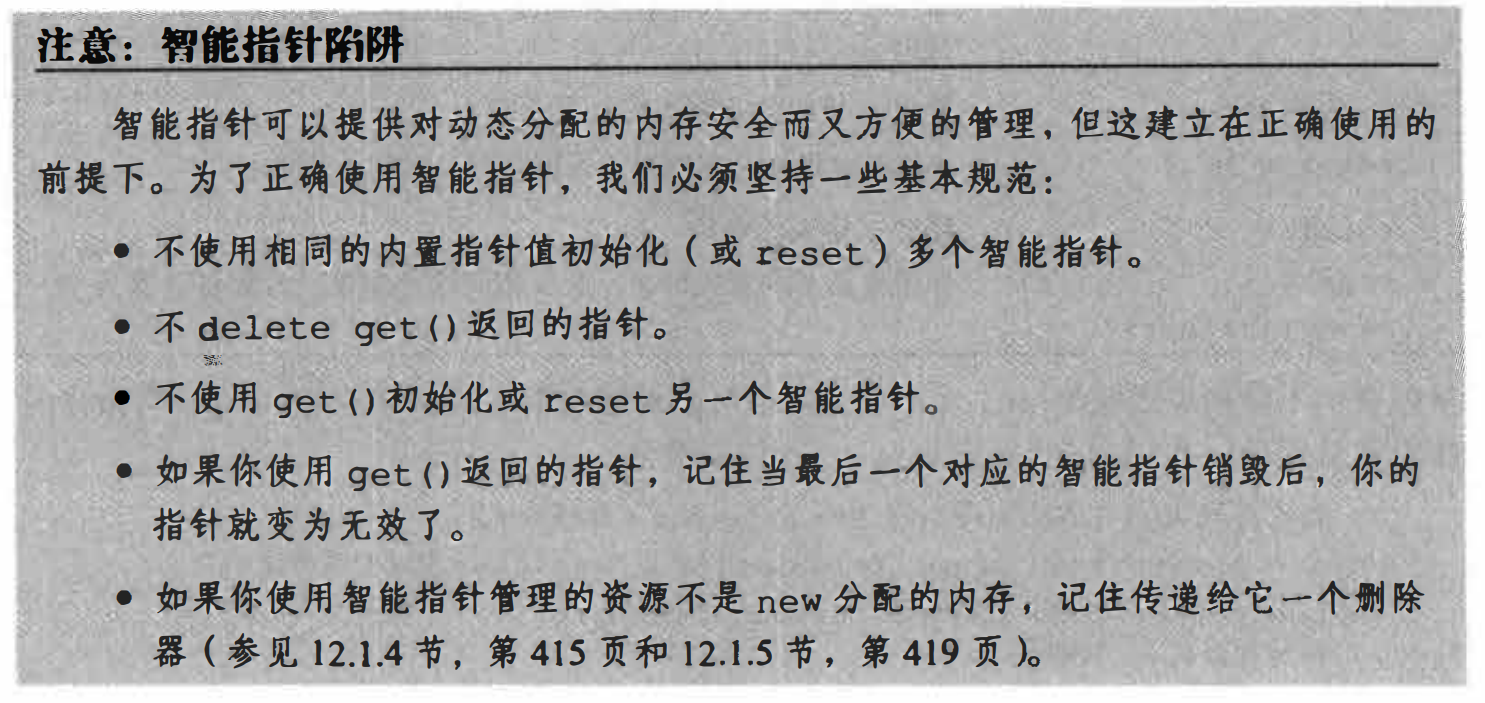 注意：智能指针陷阱
智能指针可以提供对动态分配的内存安全而又方便的管理，但这建立在正确使用的
前提下。为了正确使用智能指针，我们必须坚持一些基本规范：
• 不使用相同的内置指针值初始化（或 reset）多个智能指针。
• 不 delete get()返回的指针。
• 不使用 get()初始化或 reset 另一个智能指针。
• 如果你使用 get()返回的指针，记住当最后一个对应的智能指针销毁后，你的
指针就变为无效了。
• 如果你使用智能指针管理的资源不是 new 分配的内存，记住传递给它一个删除
器（参见 12.1.4 节，第 415 页和 12.1.5 节，第 419 页）。